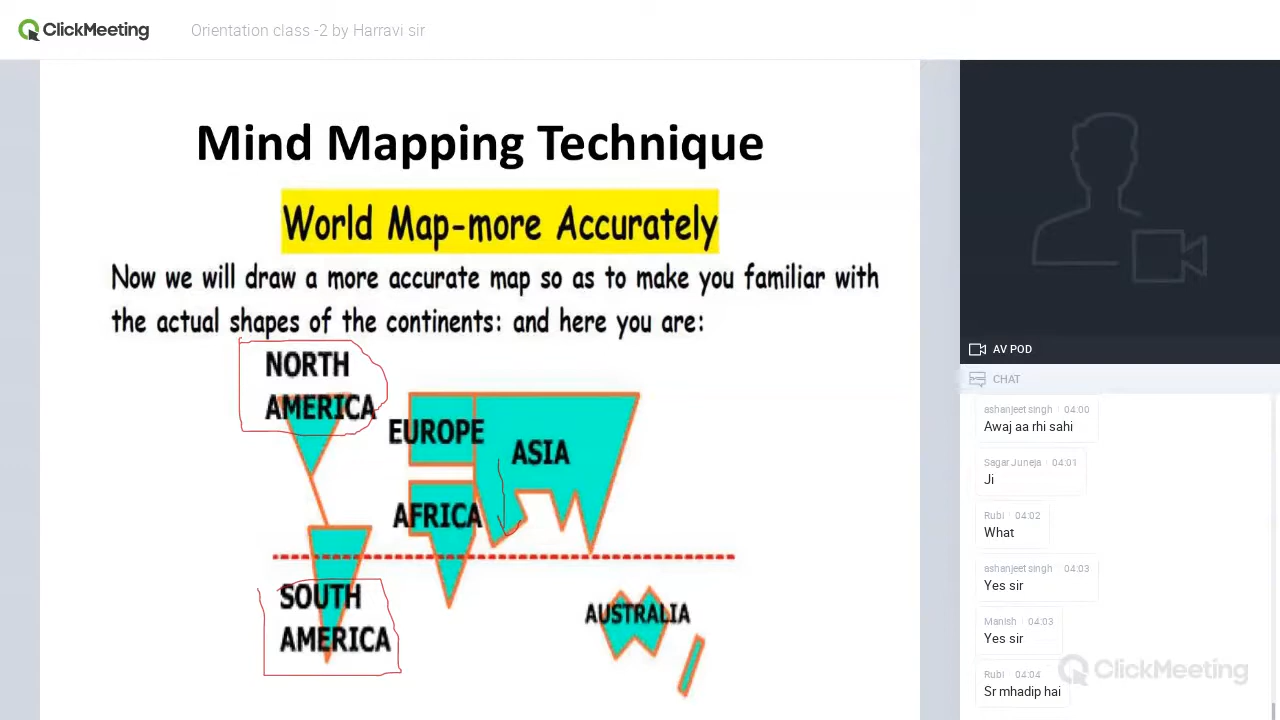 ClickMeeting
Orientation class -2 by Harravi sir
Mind Mapping Technique
World Map-more Accurately
Now we will draw a more accurate map so as to make you familiar with
the actual shapes of the continents: and here you are:
NORTH
AMERICA
EUROPE
ASIA
AFRICA
SOUTH
AMERICA
AUSTRALIA
AV POD
CHAT
ashanjeet singh · 04:00
Awaj aa rhi sahi
Sagar Juneja · 04:01
Ji
Rubi · 04:02
What
ashanjeet singh · 04:03
Yes sir
Manish · 04:03
Yes sir
Rubi · 04:04
Sr mhadip hai
ClickMeeting